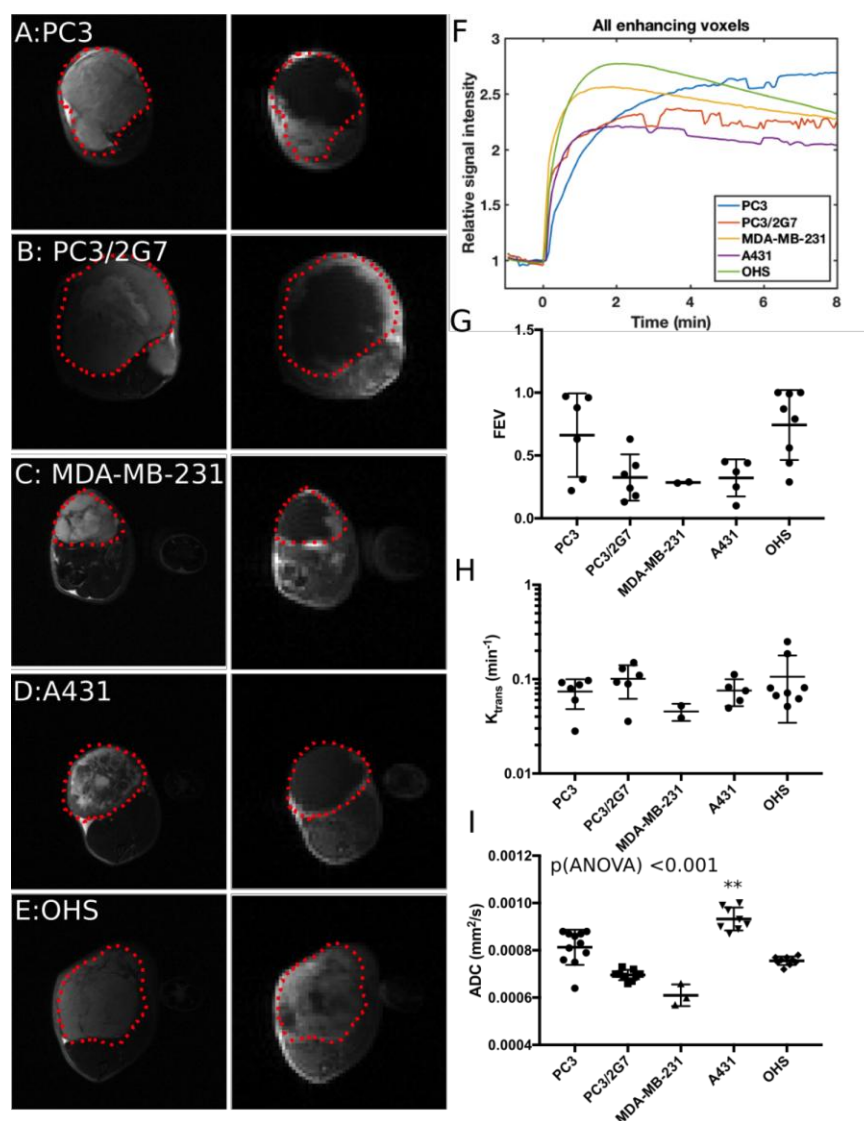 A:PC3
B: PC3/2G7
C: MDA-MB-231
D:A431
E:OHS
F
All enhancing voxels
Relative signal intensity
3
2.5
2
1.5
1
0
2
4
6
8
Time (min)
PC3
PC3/2G7
MDA-MB-231
A431
OHS
G
FEV
1.5
1.0
0.5
0.0
PC3
PC3/2G7
MDA-MB-231
A431
OHS
H
Ktrans (min-1)
1
0.1
0.01
PC3
PC3/2G7
MDA-MB-231
A431
OHS
I
p(ANOVA) <0.001
**
ADC (mm2/s)
0.0012
0.0010
0.0008
0.0006
0.0004
PC3
PC3/2G7
MDA-MB-231
A431
OHS